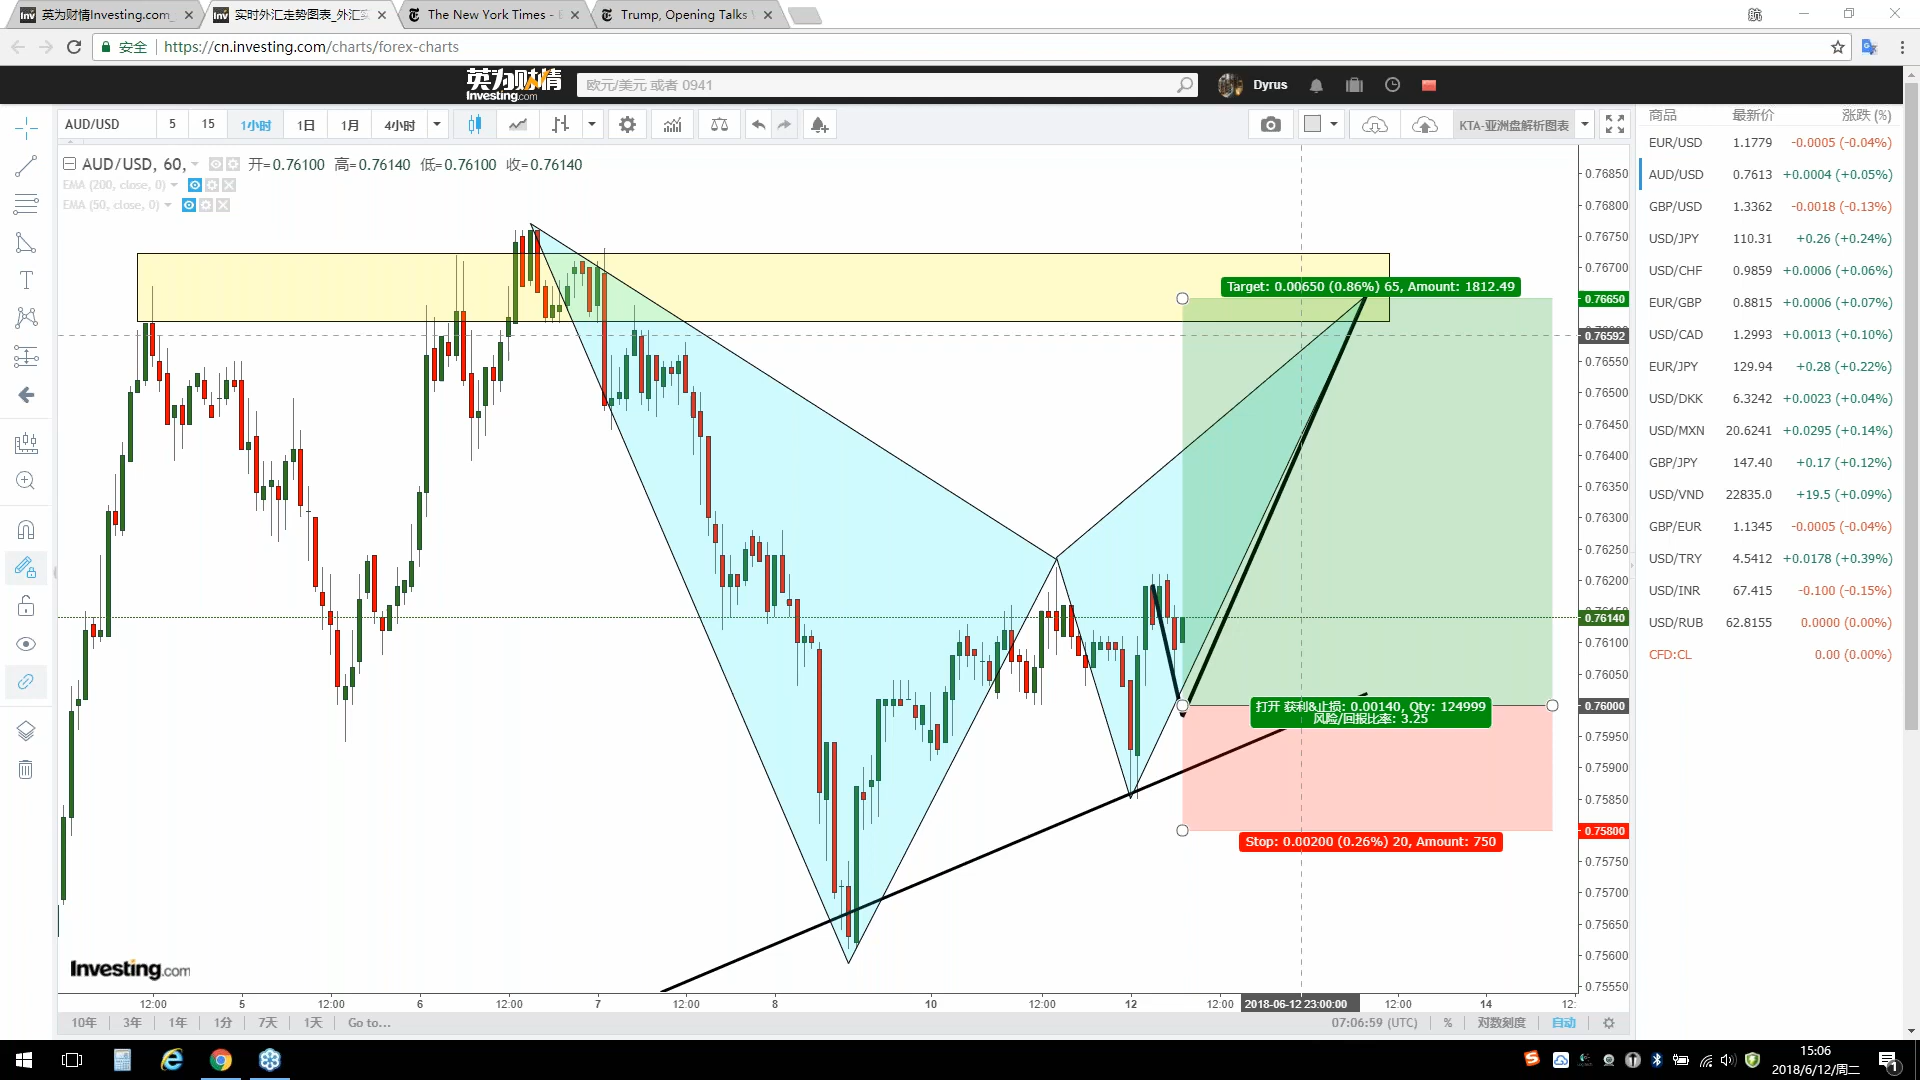 英为财情Investing.com_
实时外汇走势图表_外汇实
The New York Times - 
Trump, Opening Talks
航
安全
https://cn.investing.com/charts/forex-charts
英为财情
Investing.com
欧元/美元 或者 0941
Dyrus
AUD/USD
5
15
1小时
1日
1月
4小时
KTA-亚洲盘解析图表
AUD/USD, 60, 开=0.76100 高=0.76140 低=0.76100 收=0.76140
EMA (200, close, 0)
EMA (50, close, 0)
Target: 0.00650 (0.86%) 65, Amount: 1812.49
打开 获利&止损: 0.00140, Qty: 124999
风险/回报比率: 3.25
Stop: 0.00200 (0.26%) 20, Amount: 750
0.76850
0.76800
0.76750
0.76700
0.76650
0.76592
0.76550
0.76500
0.76450
0.76400
0.76350
0.76300
0.76250
0.76200
0.76140
0.76100
0.76050
0.76000
0.75950
0.75900
0.75850
0.75800
0.75750
0.75700
0.75650
0.75600
0.75550
Investing.com
12:00 5 12:00 6 12:00 7 12:00 8 10 12:00 12 12:00 2018-06-12 23:00:00 12:00 14 12:
10年 3年 1年 1分 7天 1天 Go to...
07:06:59 (UTC) % 对数刻度 自动
商品 最新价 涨跌 (%)
EUR/USD 1.1779 -0.0005 (-0.04%)
AUD/USD 0.7613 +0.0004 (+0.05%)
GBP/USD 1.3362 -0.0018 (-0.13%)
USD/JPY 110.31 +0.26 (+0.24%)
USD/CHF 0.9859 +0.0006 (+0.06%)
EUR/GBP 0.8815 +0.0006 (+0.07%)
USD/CAD 1.2993 +0.0013 (+0.10%)
EUR/JPY 129.94 +0.28 (+0.22%)
USD/DKK 6.3242 +0.0023 (+0.04%)
USD/MXN 20.6241 +0.0295 (+0.14%)
GBP/JPY 147.40 +0.17 (+0.12%)
USD/VND 22835.0 +19.5 (+0.09%)
GBP/EUR 1.1345 -0.0005 (-0.04%)
USD/TRY 4.5412 +0.0178 (+0.39%)
USD/INR 67.415 -0.100 (-0.15%)
USD/RUB 62.8155 0.0000 (0.00%)
CFD:CL 0.00 (0.00%)
15:06
2018/6/12/周二
1